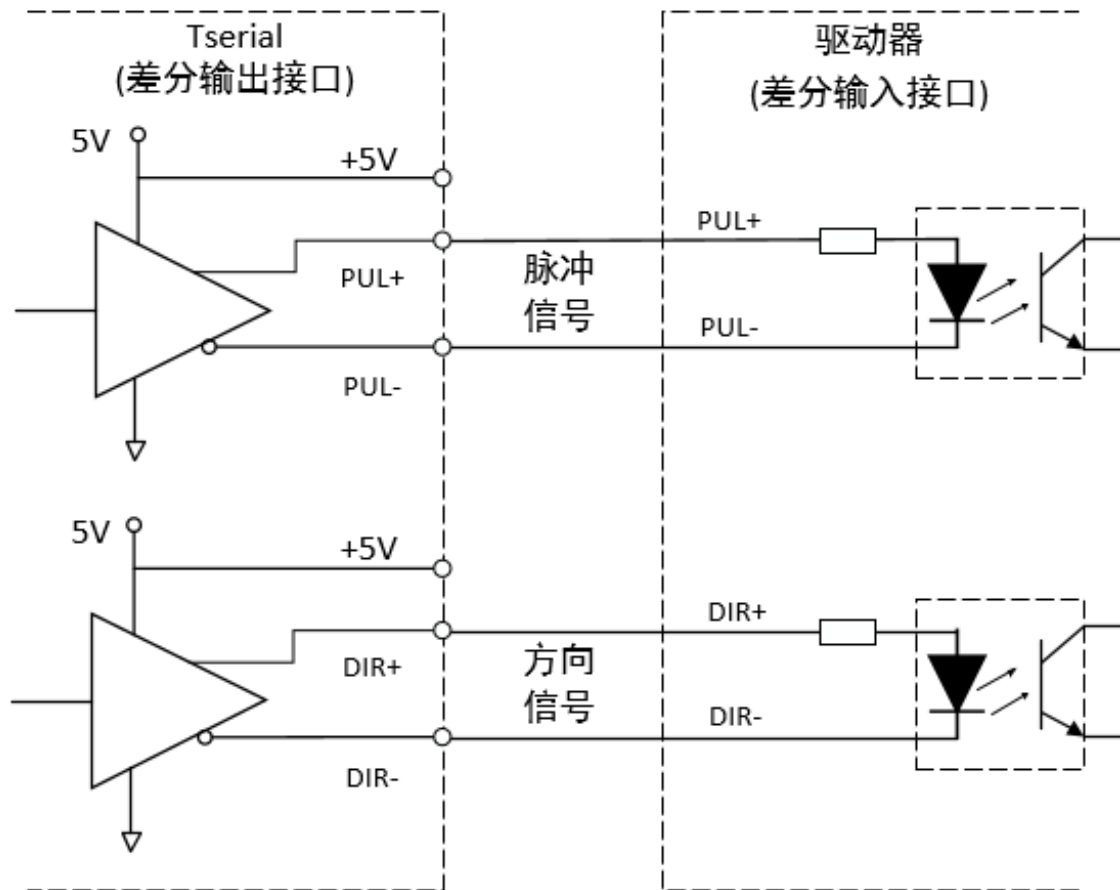 Tserial
(差分输出接口)
驱动器
(差分输入接口)
5V
+5V
PUL+
PUL+
脉冲
信号
PUL-
PUL-
5V
+5V
DIR+
DIR+
方向
信号
DIR-
DIR-